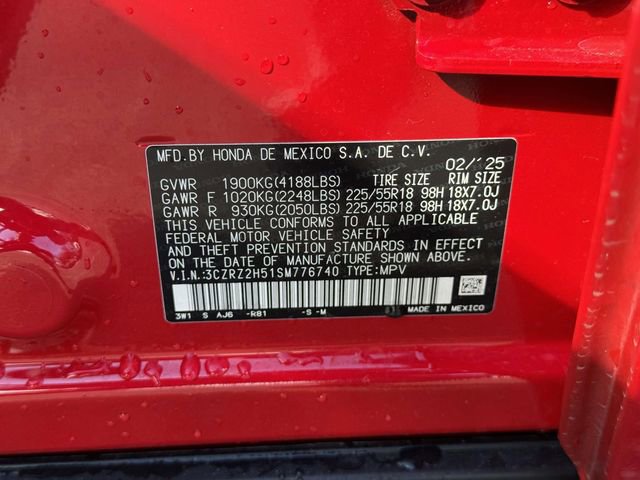 MFD.BY HONDA DE MEXICO S.A. DE C.V. 02/'25
GVWR 1900KG(4188LBS) TIRE SIZE RIM SIZE
GAWR F 1020KG(2248LBS) 225/55R18 98H 18X7.0J
GAWR R 930KG(2050LBS) 225/55R18 98H 18X7.0J
THIS VEHICLE CONFORMS TO ALL APPLICABLE
FEDERAL MOTOR VEHICLE SAFETY
AND THEFT PREVENTION STANDARDS IN EFFECT
ON THE DATE OF MANUFACTURE SHOWN ABOVE.
V.I.N.:3CZRZ2H51SM776740 TYPE:MPV
3W1 S AJ6 -R81 -S -M MADE IN MEXICO